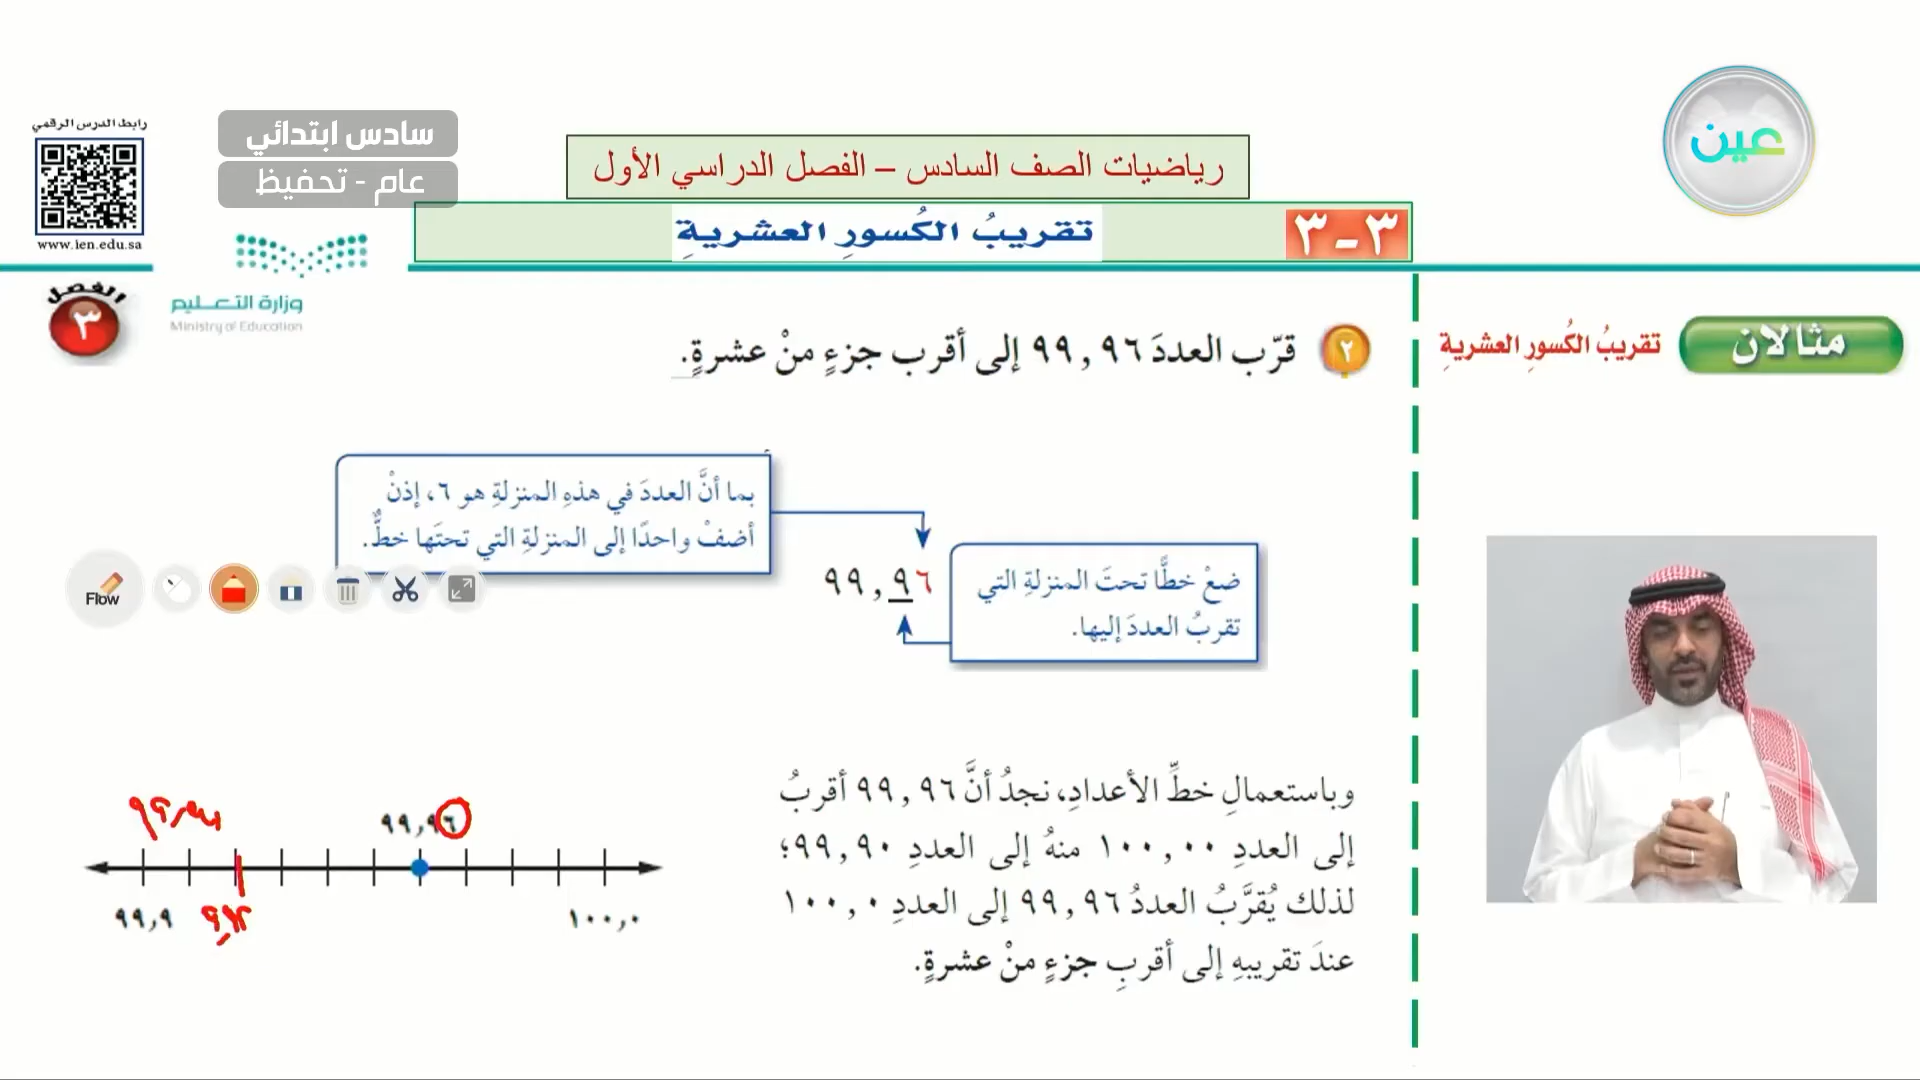 رابط الدرس الرقمي
www.ien.edu.sa
سادس ابتدائي
عام - تحفيظ
رياضيات الصف السادس – الفصل الدراسي الأول
عين
٣-٣
تقريبُ الكُسورِ العشريةِ
الفصل
٣
وزارة التعليم
Ministry of Education
مثالان
تقريبُ الكُسورِ العشريةِ
٢
قرّب العددَ ٩٩,٩٦ إلى أقرب جزءٍ منْ عشرةٍ.
بما أنَّ العددَ في هذهِ المنزلةِ هو ٦، إذنْ
أضفْ واحدًا إلى المنزلةِ التي تحتَها خطٌّ.
٩٩,٩٦
ضعْ خطًّا تحتَ المنزلةِ التي
تقربُ العددَ إليها.
Flow
وباستعمالِ خطِّ الأعدادِ، نجدُ أنَّ ٩٩,٩٦ أقربُ
إلى العددِ ١٠٠,٠٠ منهُ إلى العددِ ٩٩,٩٠؛
لذلك يُقرَّبُ العددُ ٩٩,٩٦ إلى العددِ ١٠٠,٠
عندَ تقريبهِ إلى أقربِ جزءٍ منْ عشرةٍ.
٩٩,٩٦
٩٩,٩
١٠٠,٠